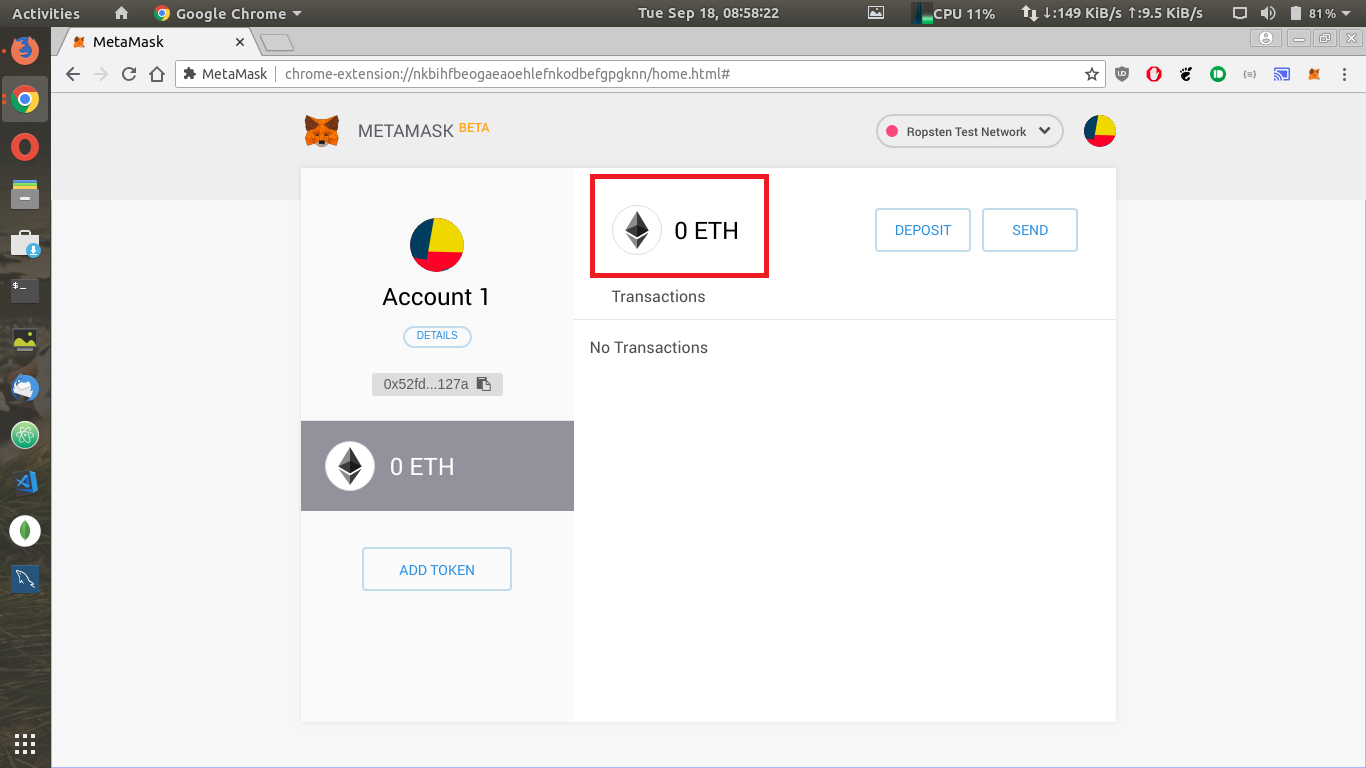 Activities
Google Chrome
Tue Sep 18, 08:58:22
CPU 11%
↓:149 KiB/s ↑:9.5 KiB/s
81%
MetaMask
MetaMask
chrome-extension://nkbihfbeogaeaoehlefnkodbefgpgknn/home.html#
METAMASK BETA
Ropsten Test Network
Account 1
DETAILS
0x52fd...127a
0 ETH
ADD TOKEN
0 ETH
DEPOSIT
SEND
Transactions
No Transactions